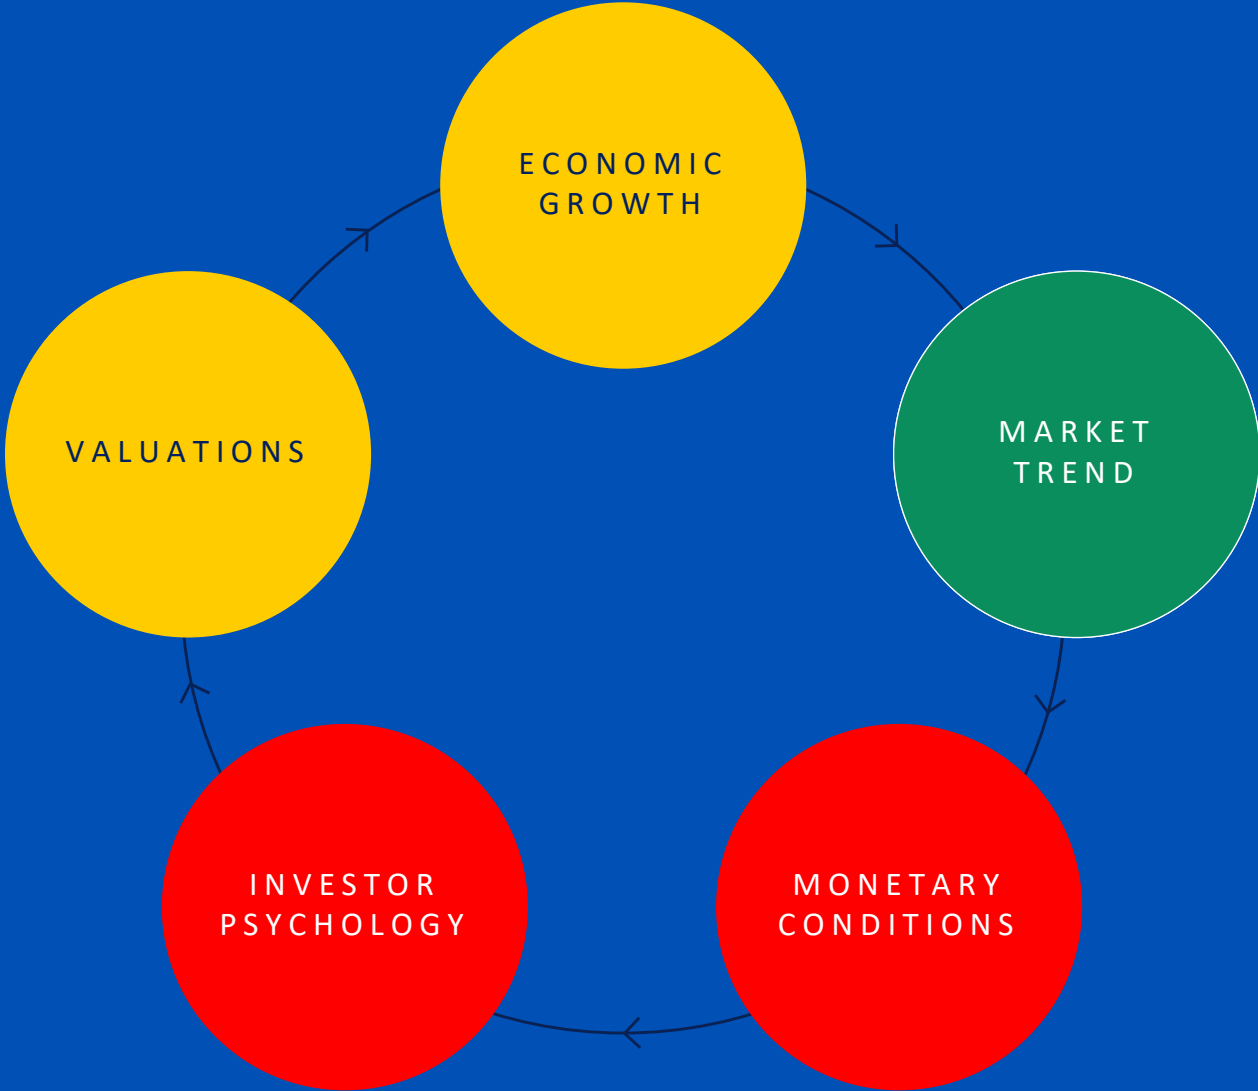 ECONOMIC
GROWTH
MARKET
TREND
VALUATIONS
INVESTOR
PSYCHOLOGY
MONETARY
CONDITIONS